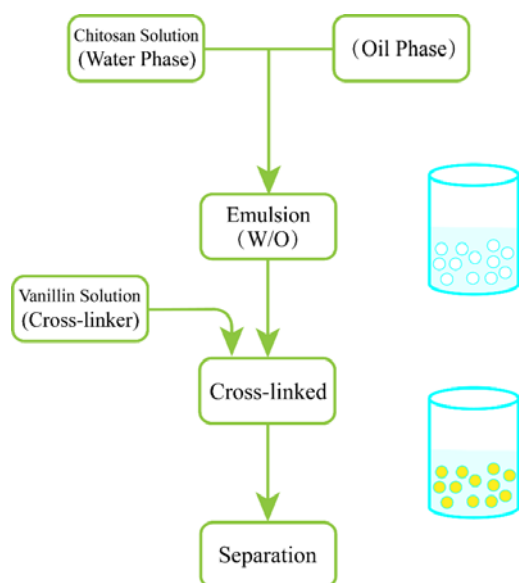 Chitosan Solution
(Water Phase)
(Oil Phase)
Emulsion
(W/O)
Vanillin Solution
(Cross-linker)
Cross-linked
Separation